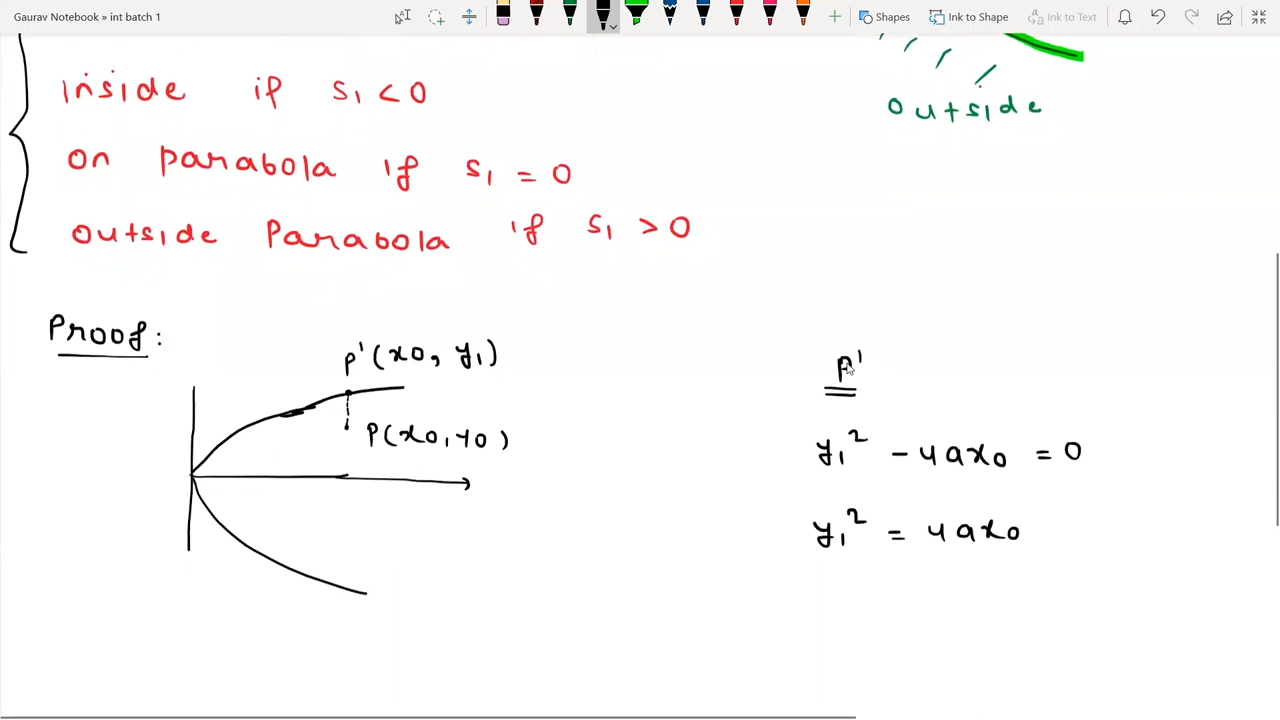 Gaurav Notebook » int batch 1
Shapes
Ink to Shape
Ink to Text
inside if s₁ < 0
outside
on parabola if s₁ = 0
outside Parabola if s₁ > 0
Proof:
P'(x0, y₁)
P'
P(x0, y0)
y₁² - 4ax0 = 0
y₁² = 4ax0